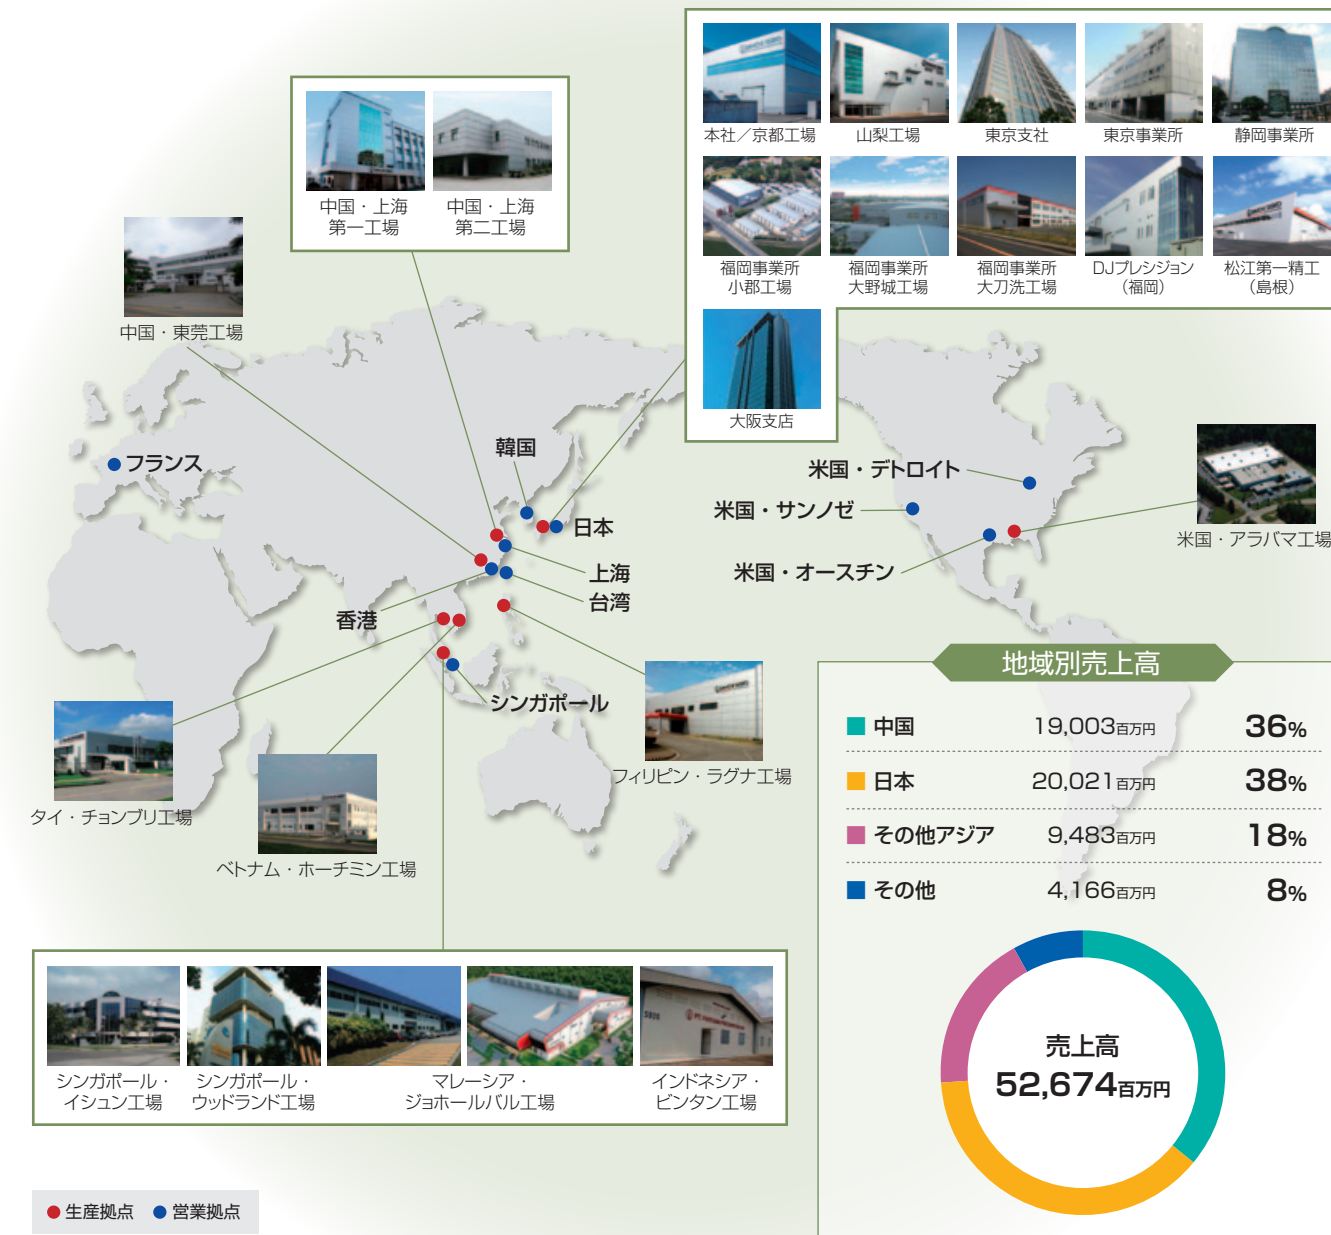 本社／京都工場
山梨工場
東京支社
東京事業所
静岡事業所
福岡事業所
小郡工場
福岡事業所
大野城工場
福岡事業所
大刀洗工場
DJプレシジョン
（福岡）
松江第一精工
（島根）
大阪支店
中国・上海
第一工場
中国・上海
第二工場
中国・東莞工場
フランス
韓国
日本
上海
台湾
香港
シンガポール
米国・デトロイト
米国・サンノゼ
米国・オースチン
米国・アラバマ工場
タイ・チョンブリ工場
ベトナム・ホーチミン工場
フィリピン・ラグナ工場
シンガポール・
イシュン工場
シンガポール・
ウッドランド工場
マレーシア・
ジョホールバル工場
インドネシア・
ビンタン工場
生産拠点 営業拠点
地域別売上高
中国 19,003百万円 36%
日本 20,021百万円 38%
その他アジア 9,483百万円 18%
その他 4,166百万円 8%
売上高
52,674百万円